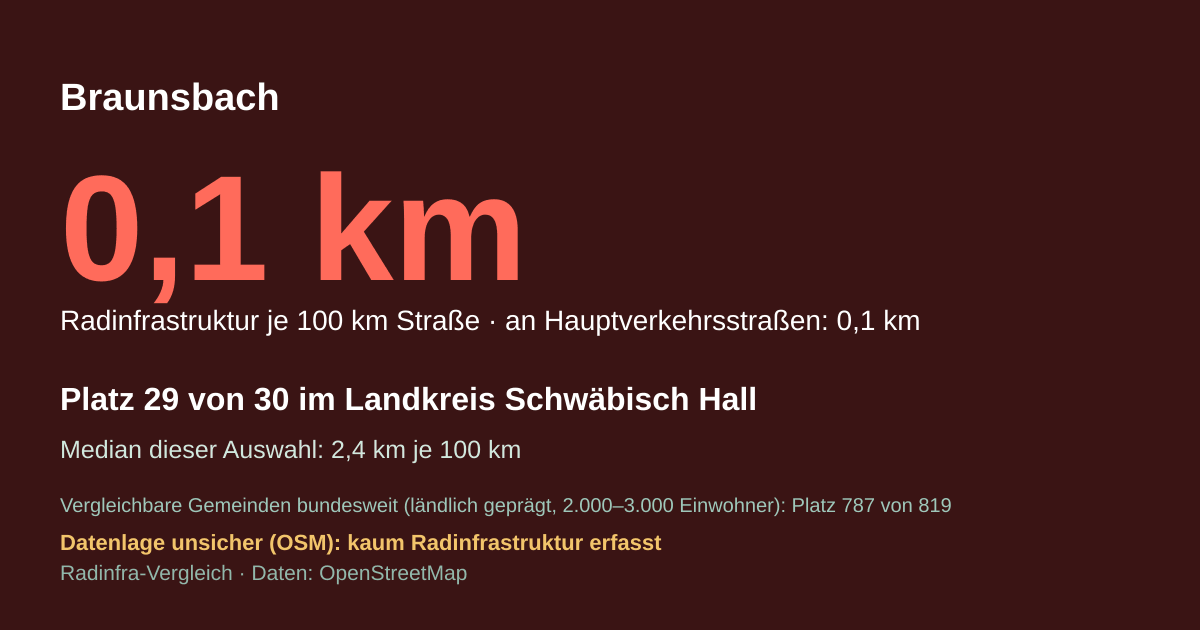 Braunsbach
0,1 km
Radinfrastruktur je 100 km Straße · an Hauptverkehrsstraßen: 0,1 km
Platz 29 von 30 im Landkreis Schwäbisch Hall
Median dieser Auswahl: 2,4 km je 100 km
Vergleichbare Gemeinden bundesweit (ländlich geprägt, 2.000–3.000 Einwohner): Platz 787 von 819
Datenlage unsicher (OSM): kaum Radinfrastruktur erfasst
Radinfra-Vergleich · Daten: OpenStreetMap